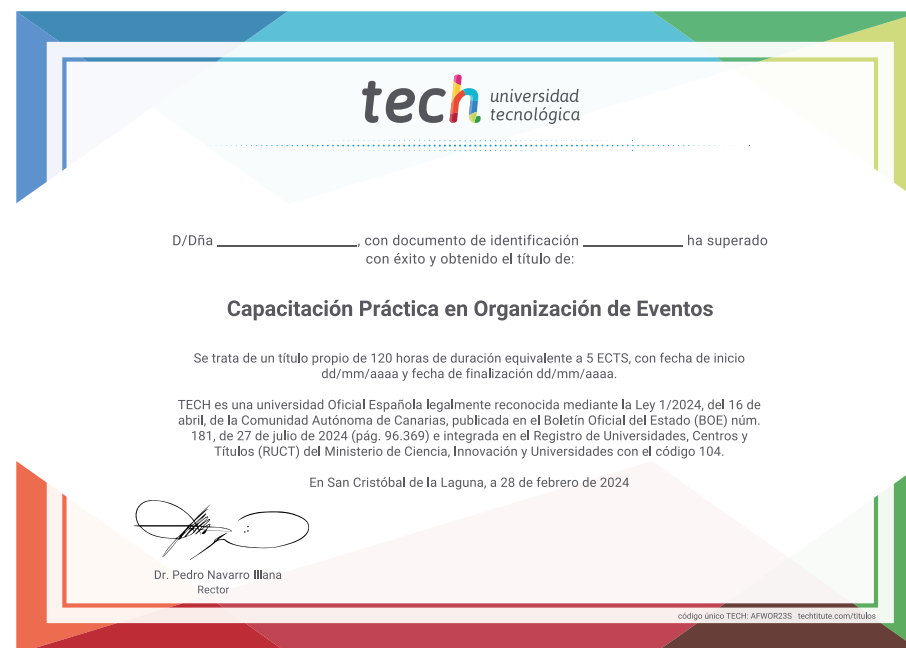 tech universidad
tecnológica
D/Dña ____________________, con documento de identificación ______________ ha superado
con éxito y obtenido el título de:
Capacitación Práctica en Organización de Eventos
Se trata de un título propio de 120 horas de duración equivalente a 5 ECTS, con fecha de inicio
dd/mm/aaaa y fecha de finalización dd/mm/aaaa.
TECH es una universidad Oficial Española legalmente reconocida mediante la Ley 1/2024, del 16 de
abril, de la Comunidad Autónoma de Canarias, publicada en el Boletín Oficial del Estado (BOE) núm.
181, de 27 de julio de 2024 (pág. 96.369) e integrada en el Registro de Universidades, Centros y
Títulos (RUCT) del Ministerio de Ciencia, Innovación y Universidades con el código 104.
En San Cristóbal de la Laguna, a 28 de febrero de 2024
Dr. Pedro Navarro Illana
Rector
código único TECH: AFWOR23S techtitute.com/titulos